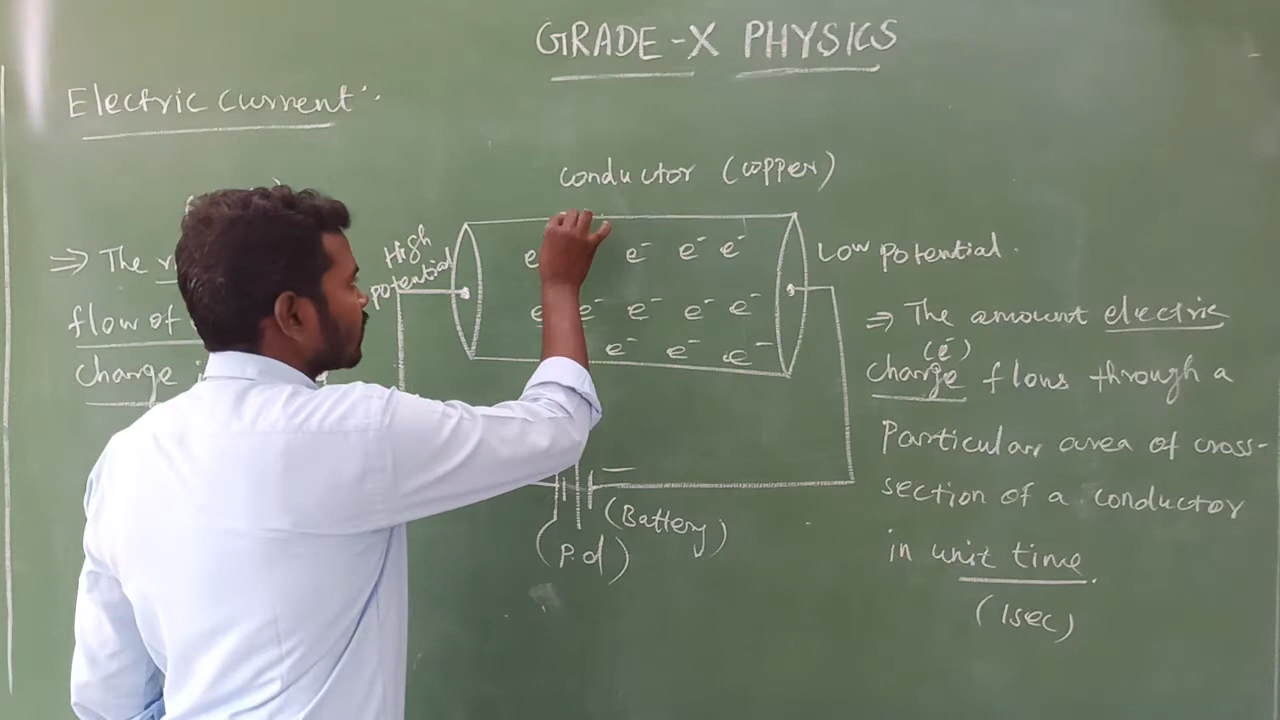 GRADE-X PHYSICS
Electric current:
conductor (copper)
High
potential
Low potential.
⇒ The
flow of
charge
e⁻ e⁻ e⁻
e⁻ e⁻ e⁻ e⁻
e⁻ e⁻ e⁻
(Battery)
(P.d)
⇒ The amount electric
(e⁻)
charge flows through a
Particular area of cross-
section of a conductor
in unit time.
(1sec)